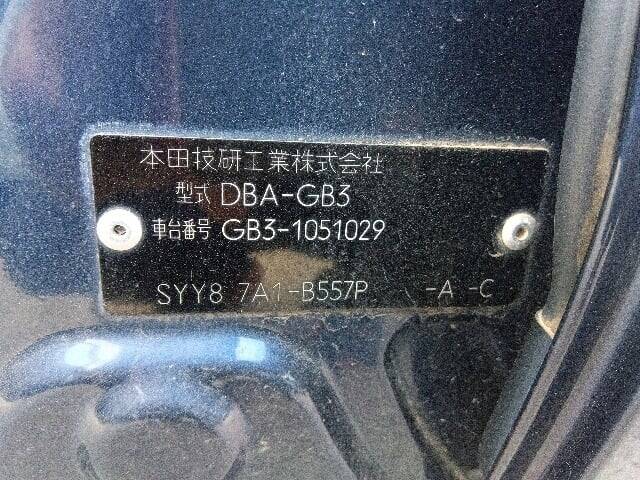 本田技研工業株式会社
型式 DBA-GB3
車台番号 GB3-1051029
SYY8 7A1-B557P -A -C